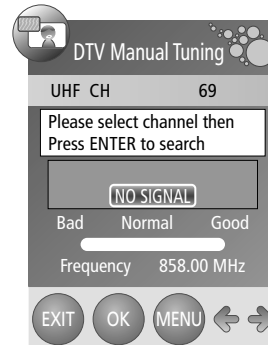 DTV Manual Tuning
UHF CH 69
Please select channel then
Press ENTER to search
NO SIGNAL
Bad Normal Good
Frequency 858.00 MHz
EXIT OK MENU